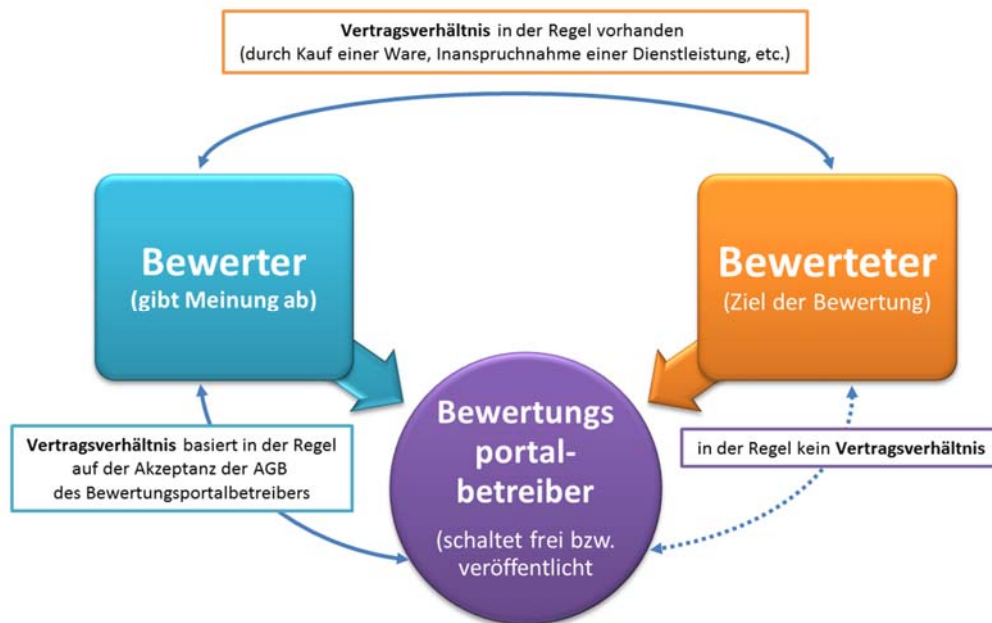 Vertragsverhältnis in der Regel vorhanden
(durch Kauf einer Ware, Inanspruchnahme einer Dienstleistung, etc.)
Bewerter
(gibt Meinung ab)
Bewerteter
(Ziel der Bewertung)
Vertragsverhältnis basiert in der Regel
auf der Akzeptanz der AGB
des Bewertungsportalbetreibers
Bewertungs
portal-
betreiber
(schaltet frei bzw.
veröffentlicht
in der Regel kein Vertragsverhältnis